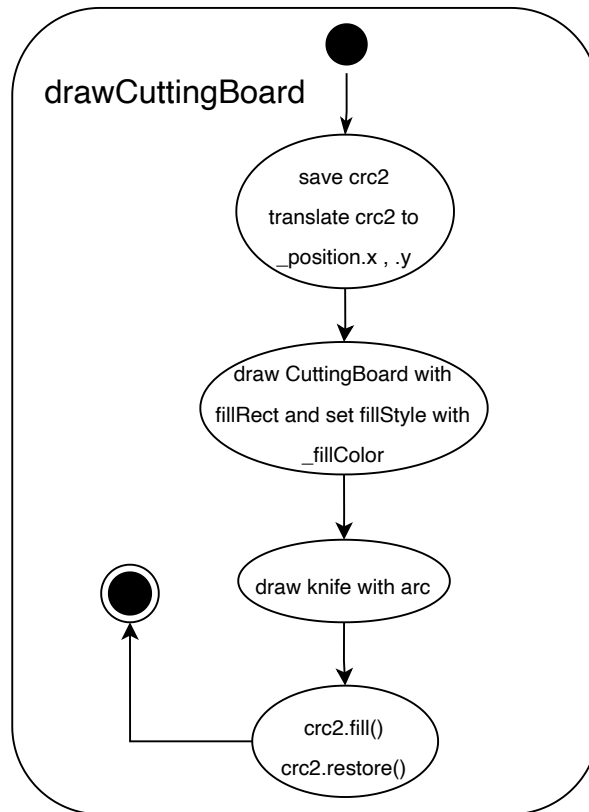 drawCuttingBoard
save crc2
translate crc2 to
_position.x , .y
draw CuttingBoard with
fillRect and set fillStyle with
_fillColor
draw knife with arc
crc2.fill()
crc2.restore()